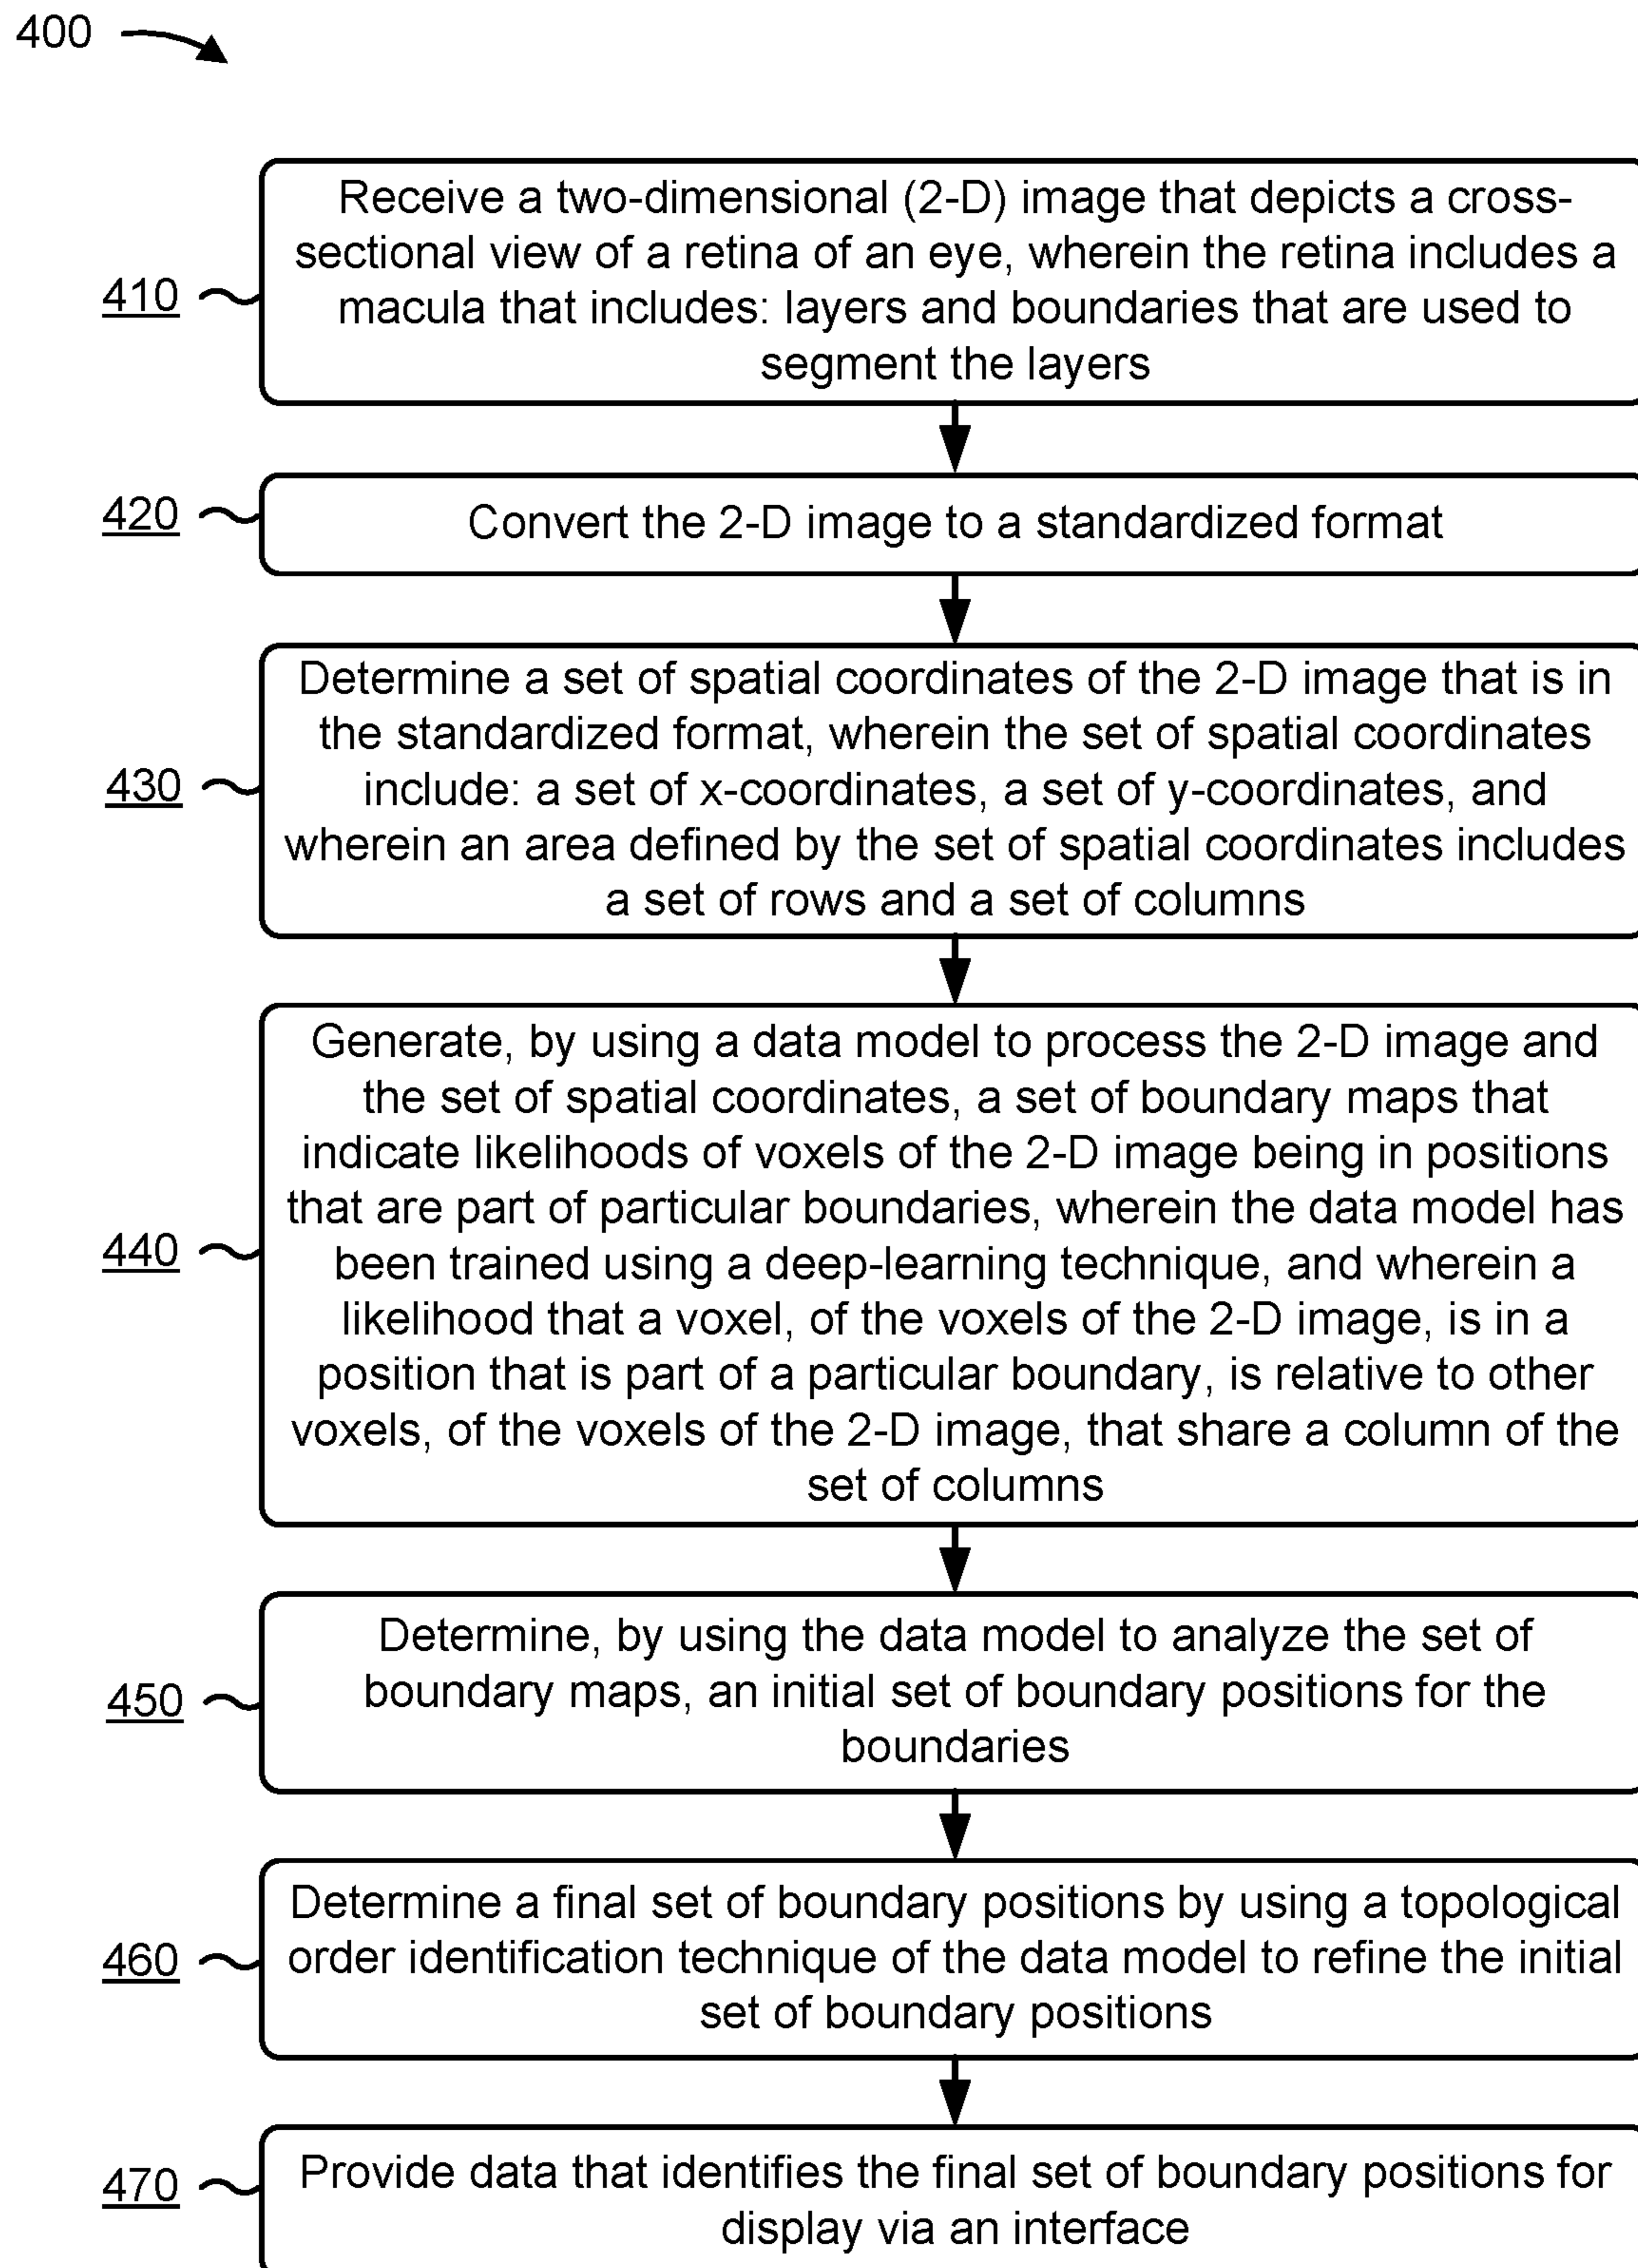 400
410
Receive a two-dimensional (2-D) image that depicts a cross-
sectional view of a retina of an eye, wherein the retina includes a
macula that includes: layers and boundaries that are used to
segment the layers
420
Convert the 2-D image to a standardized format
430
Determine a set of spatial coordinates of the 2-D image that is in
the standardized format, wherein the set of spatial coordinates
include: a set of x-coordinates, a set of y-coordinates, and
wherein an area defined by the set of spatial coordinates includes
a set of rows and a set of columns
440
Generate, by using a data model to process the 2-D image and
the set of spatial coordinates, a set of boundary maps that
indicate likelihoods of voxels of the 2-D image being in positions
that are part of particular boundaries, wherein the data model has
been trained using a deep-learning technique, and wherein a
likelihood that a voxel, of the voxels of the 2-D image, is in a
position that is part of a particular boundary, is relative to other
voxels, of the voxels of the 2-D image, that share a column of the
set of columns
450
Determine, by using the data model to analyze the set of
boundary maps, an initial set of boundary positions for the
boundaries
460
Determine a final set of boundary positions by using a topological
order identification technique of the data model to refine the initial
set of boundary positions
470
Provide data that identifies the final set of boundary positions for
display via an interface